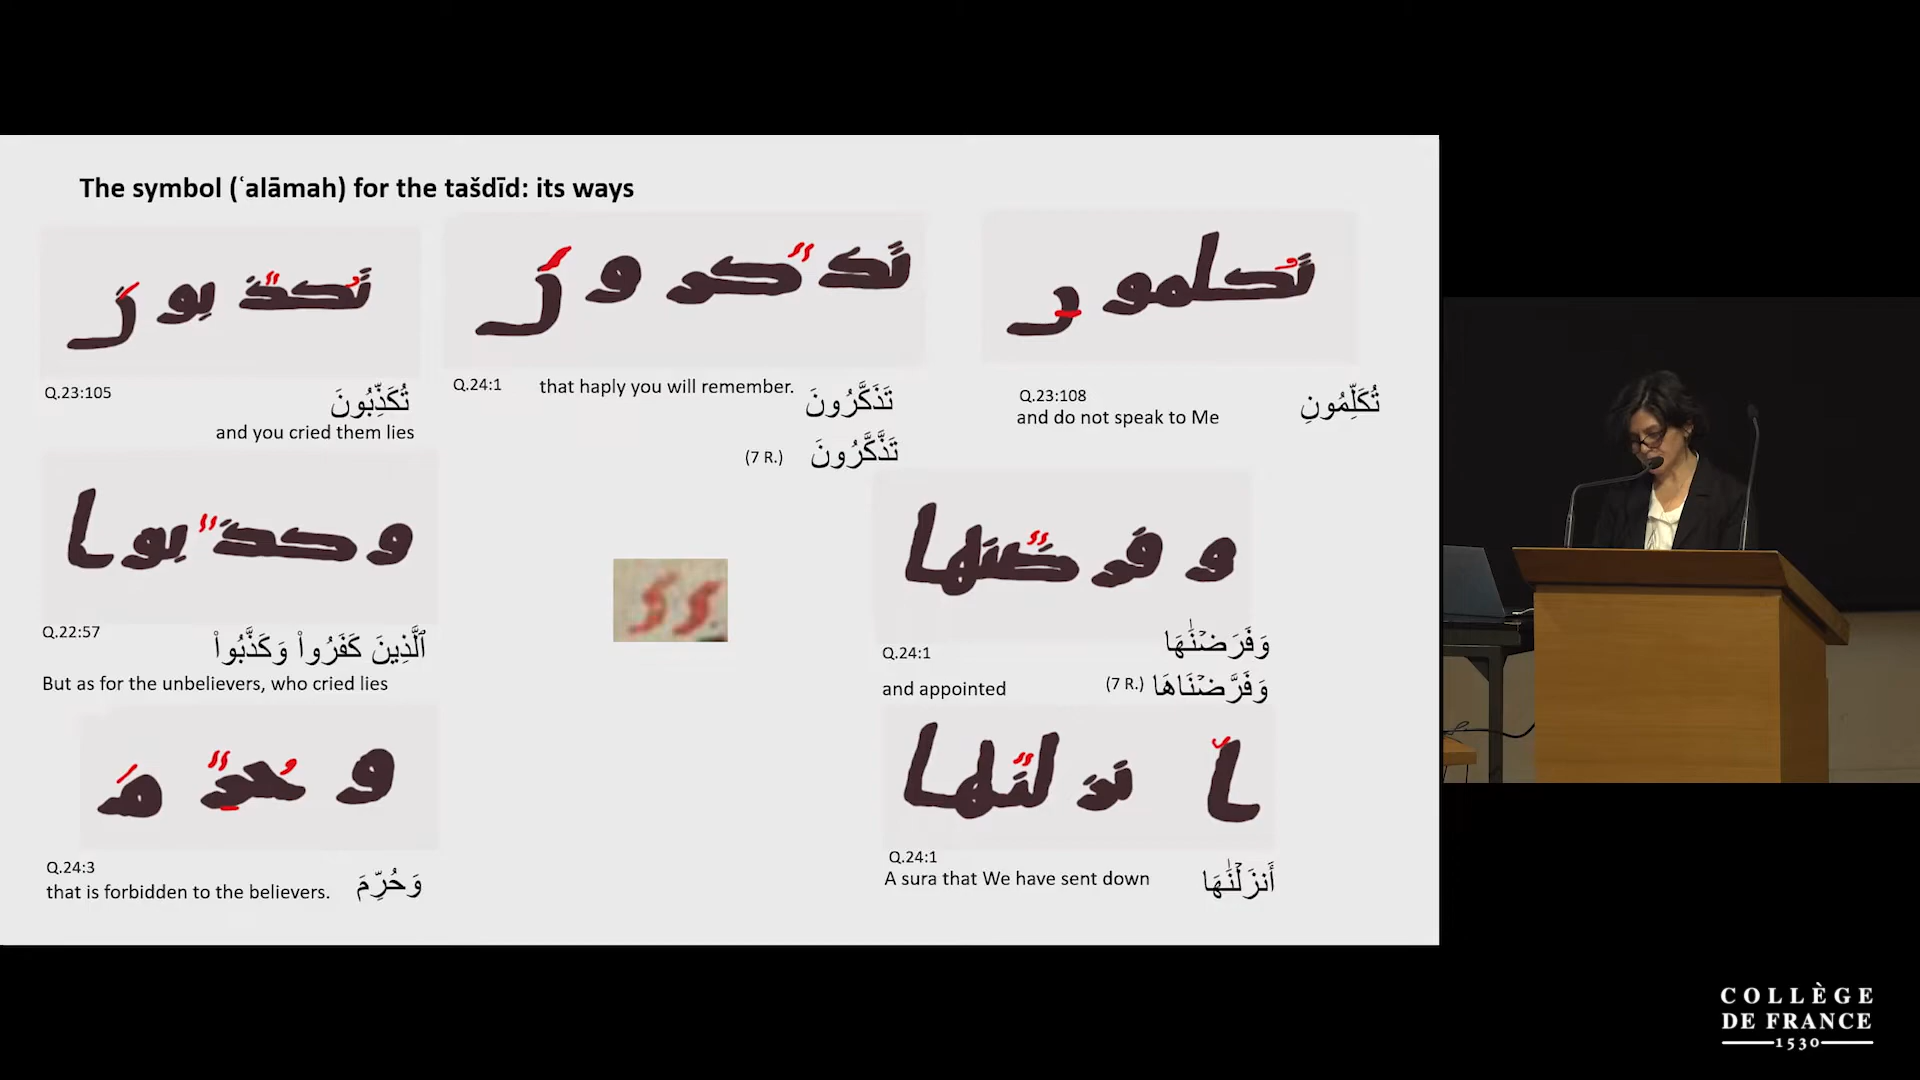 The symbol (ʿalāmah) for the tašdīd: its ways
Q.23:105
تُكَذِّبُونَ
and you cried them lies
Q.24:1
that haply you will remember.
تَذَكَّرُونَ
(7 R.)
تَذَّكَّرُونَ
Q.23:108
and do not speak to Me
تُكَلِّمُونِ
Q.22:57
ٱلَّذِينَ كَفَرُوا۟ وَكَذَّبُوا۟
But as for the unbelievers, who cried lies
Q.24:1
وَفَرَضْنَٰهَا
and appointed
(7 R.)
وَفَرَّضْنَاهَا
Q.24:3
that is forbidden to the believers.
وَحُرِّمَ
Q.24:1
A sura that We have sent down
أَنزَلْنَٰهَا
COLLÈGE
DE FRANCE
1530